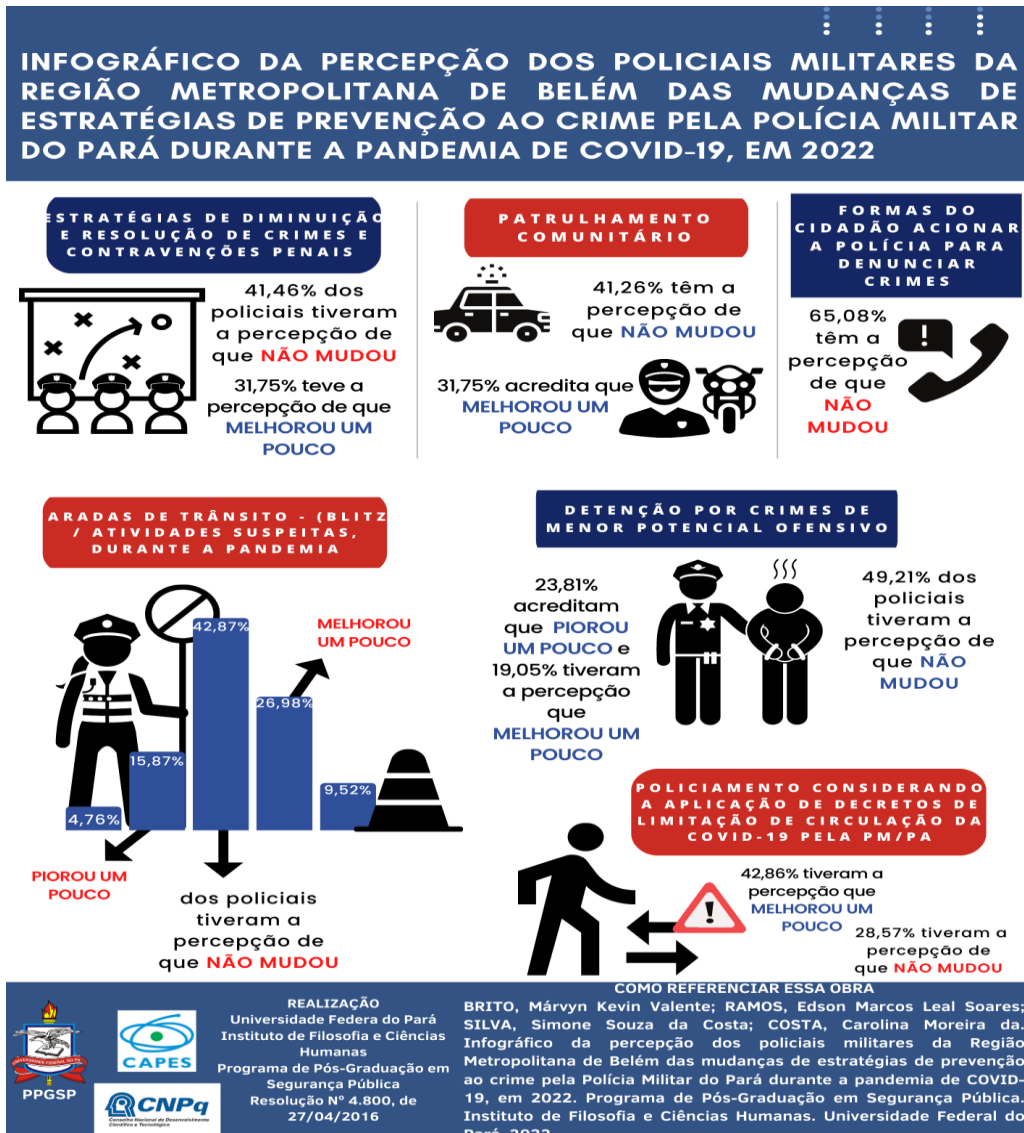 INFOGRÁFICO DA PERCEPÇÃO DOS POLICIAIS MILITARES DA
REGIÃO METROPOLITANA DE BELÉM DAS MUDANÇAS DE
ESTRATÉGIAS DE PREVENÇÃO AO CRIME PELA POLÍCIA MILITAR
DO PARÁ DURANTE A PANDEMIA DE COVID-19, EM 2022
ESTRATÉGIAS DE DIMINUIÇÃO
E RESOLUÇÃO DE CRIMES E
CONTRAVENÇÕES PENAIS
41,46% dos
policiais tiveram
a percepção de
que NÃO MUDOU
31,75% teve a
percepção de que
MELHOROU UM
POUCO
PATRULHAMENTO
COMUNITÁRIO
41,26% têm a
percepção de
que NÃO MUDOU
31,75% acredita que
MELHOROU UM
POUCO
FORMAS DO
CIDADÃO ACIONAR
A POLÍCIA PARA
DENUNCIAR
CRIMES
65,08%
têm a
percepção
de que
NÃO
MUDOU
ARADAS DE TRÂNSITO - (BLITZ
/ ATIVIDADES SUSPEITAS,
DURANTE A PANDEMIA
MELHOROU
UM POUCO
42,87%
26,98%
15,87%
9,52%
4,76%
PIOROU UM
POUCO
dos policiais
tiveram a
percepção de
que NÃO MUDOU
DETENÇÃO POR CRIMES DE
MENOR POTENCIAL OFENSIVO
23,81%
acreditam
que PIOROU
UM POUCO e
19,05% tiveram
a percepção
que
MELHOROU UM
POUCO
49,21% dos
policiais
tiveram a
percepção de
que NÃO
MUDOU
POLICIAMENTO CONSIDERANDO
A APLICAÇÃO DE DECRETOS DE
LIMITAÇÃO DE CIRCULAÇÃO DA
COVID-19 PELA PM/PA
42,86% tiveram a
percepção que
MELHOROU UM
POUCO
28,57% tiveram a
percepção de
que NÃO MUDOU
UNIVERSIDADE FEDERAL DO PARÁ
PPGSP
CAPES
CNPq
Conselho Nacional de Desenvolvimento
Científico e Tecnológico
REALIZAÇÃO
Universidade Federa do Pará
Instituto de Filosofia e Ciências
Humanas
Programa de Pós-Graduação em
Segurança Pública
Resolução Nº 4.800, de
27/04/2016
COMO REFERENCIAR ESSA OBRA
BRITO, Márvyn Kevin Valente; RAMOS, Edson Marcos Leal Soares;
SILVA, Simone Souza da Costa; COSTA, Carolina Moreira da.
Infográfico da percepção dos policiais militares da Região
Metropolitana de Belém das mudanças de estratégias de prevenção
ao crime pela Polícia Militar do Pará durante a pandemia de COVID-
19, em 2022. Programa de Pós-Graduação em Segurança Pública.
Instituto de Filosofia e Ciências Humanas. Universidade Federal do
Pará, 2022